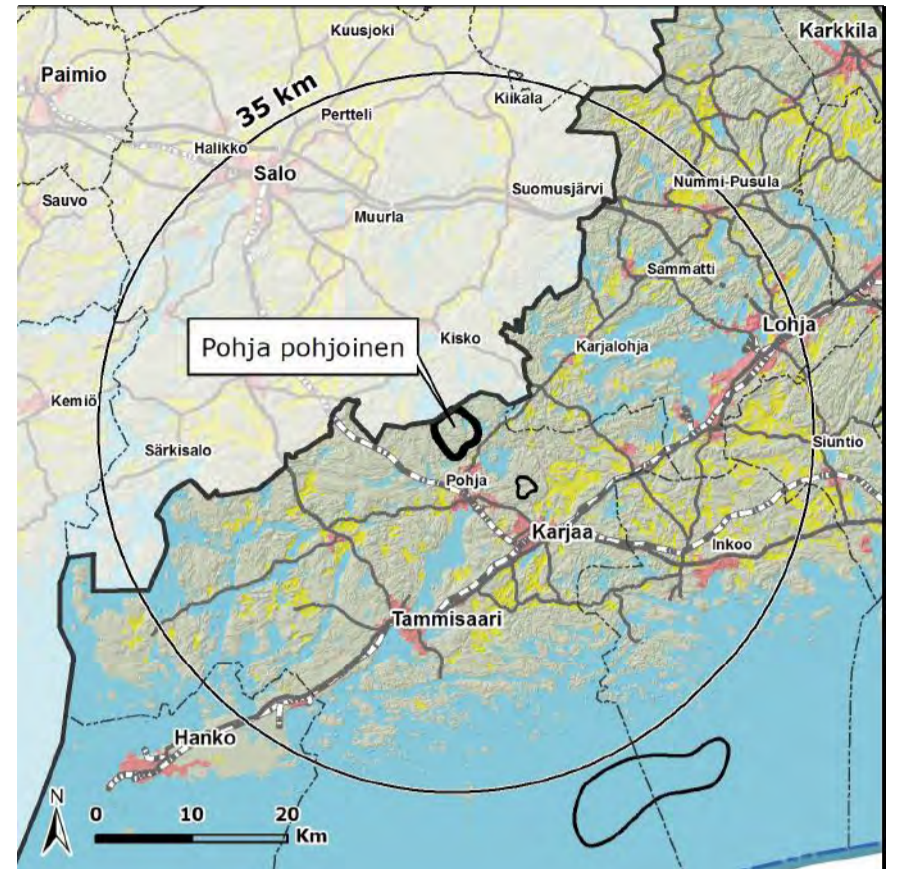 Kuusjoki
Karkkila
Paimio
35 km
Kiikala
Pertteli
Halikko
Salo
Suomusjärvi
Nummi-Pusula
Sauvo
Muurla
Sammatti
Lohja
Pohja pohjoinen
Kisko
Karjalohja
Kemiö
Särkisalo
Siuntio
Pohja
Karjaa
Inkoo
Tammisaari
Hanko
N
0 10 20
Km